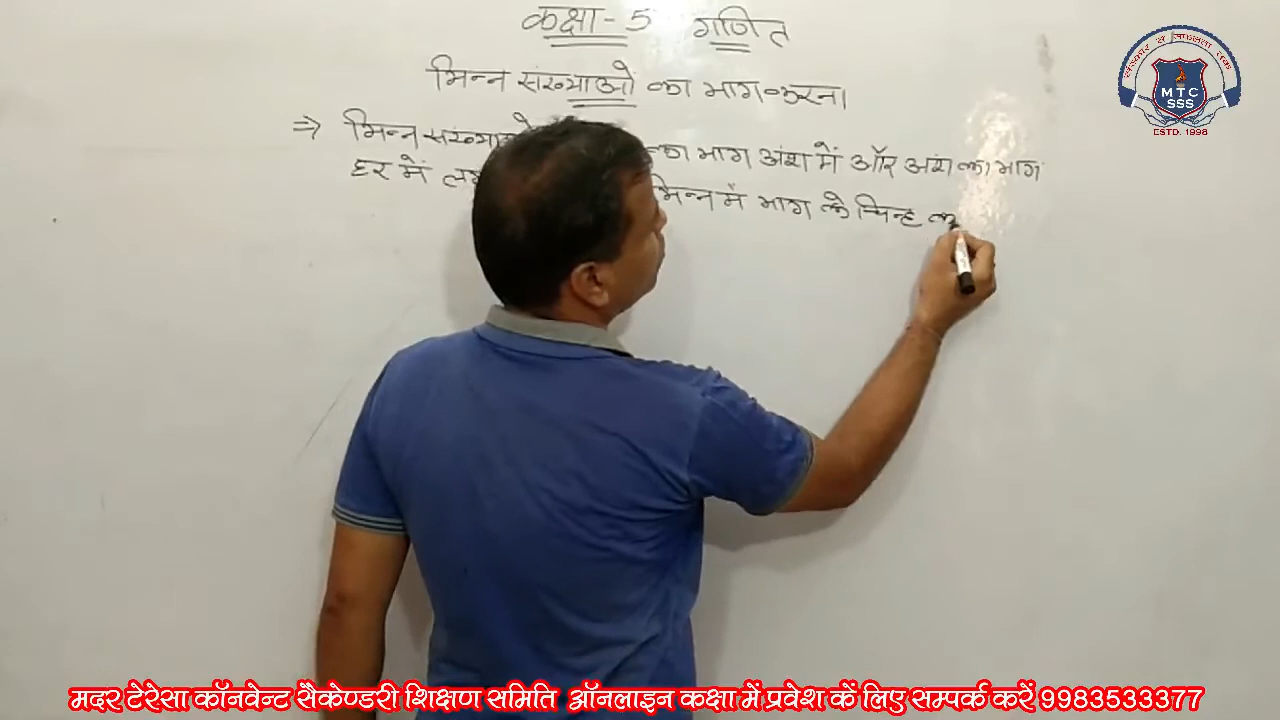 कक्षा - 5 गणित
भिन्न संख्याओं का भाग करना
⇒ भिन्न का भाग अंश में और अंश का भाग
हर में भिन्न में भाग के चिन्ह
MTC
SSS
ESTD. 1998
मदर टेरेसा कॉनवेन्ट सैकेण्डरी शिक्षण समिति ऑनलाइन कक्षा में प्रवेश कें लिए सम्पर्क करें 9983533377